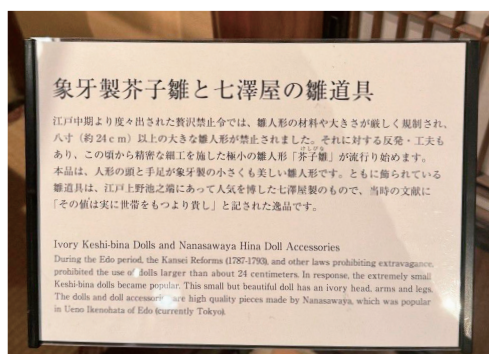 象牙製芥子雛と七澤屋の雛道具
江戸中期より度々出された贅沢禁止令では、雛人形の材料や大きさが厳しく規制され、
八寸(約24cm)以上の大きな雛人形が禁止されました。それに対する反発・工夫も
あり、この頃から精密な細工を施した極小の雛人形「芥子雛」が流行り始めます。
本品は、人形の頭と手足が象牙製の小さくも美しい雛人形です。ともに飾られている
雛道具は、江戸上野池之端にあって人気を博した七澤屋製のもので、当時の文献に
「その値は実に世帯をもつより貴し」と記された逸品です。
Ivory Keshi-bina Dolls and Nanasawaya Hina Doll Accessories
During the Edo period, the Kansei Reforms (1787-1793), and other laws prohibiting extravagance,
prohibited the use of dolls larger than about 24 centimeters. In response, the extremely small
Keshi-bina dolls became popular. This small but beautiful doll has an ivory head, arms and legs.
The dolls and doll accessories are high quality pieces made by Nanasawaya, which was popular
in Ueno Ikenohata of Edo (currently Tokyo).